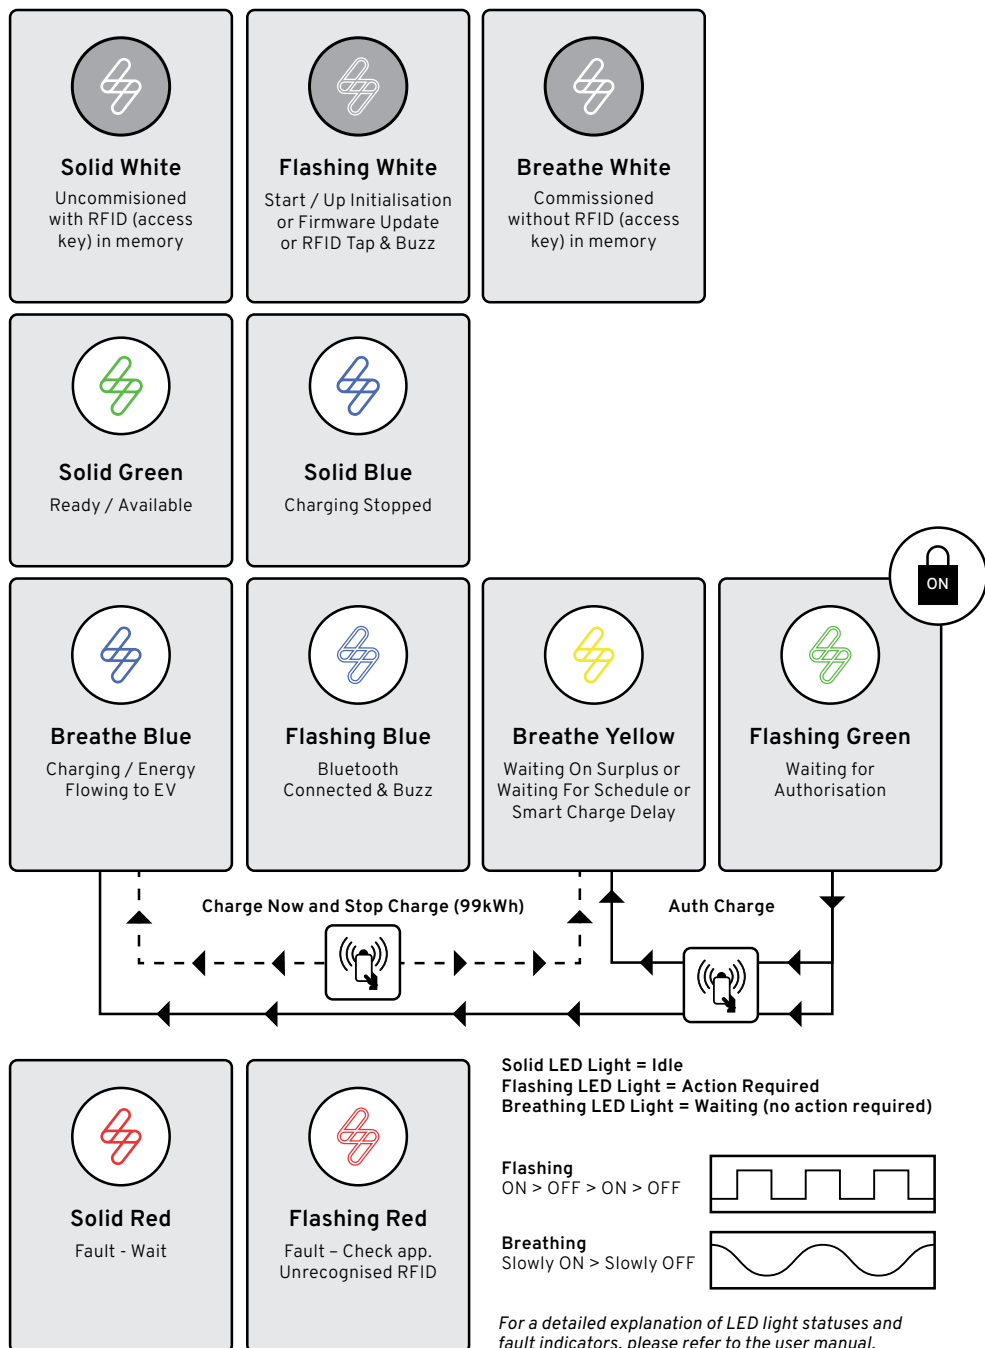 Solid White
Uncommisioned
with RFID (access
key) in memory
Flashing White
Start / Up Initialisation
or Firmware Update
or RFID Tap & Buzz
Breathe White
Commissioned
without RFID (access
key) in memory
Solid Green
Ready / Available
Solid Blue
Charging Stopped
ON
Breathe Blue
Charging / Energy
Flowing to EV
Flashing Blue
Bluetooth
Connected & Buzz
Breathe Yellow
Waiting On Surplus or
Waiting For Schedule or
Smart Charge Delay
Flashing Green
Waiting for
Authorisation
Charge Now and Stop Charge (99kWh)
Auth Charge
Solid Red
Fault - Wait
Flashing Red
Fault – Check app.
Unrecognised RFID
Solid LED Light = Idle
Flashing LED Light = Action Required
Breathing LED Light = Waiting (no action required)
Flashing
ON > OFF > ON > OFF
Breathing
Slowly ON > Slowly OFF
For a detailed explanation of LED light statuses and
fault indicators, please refer to the user manual.